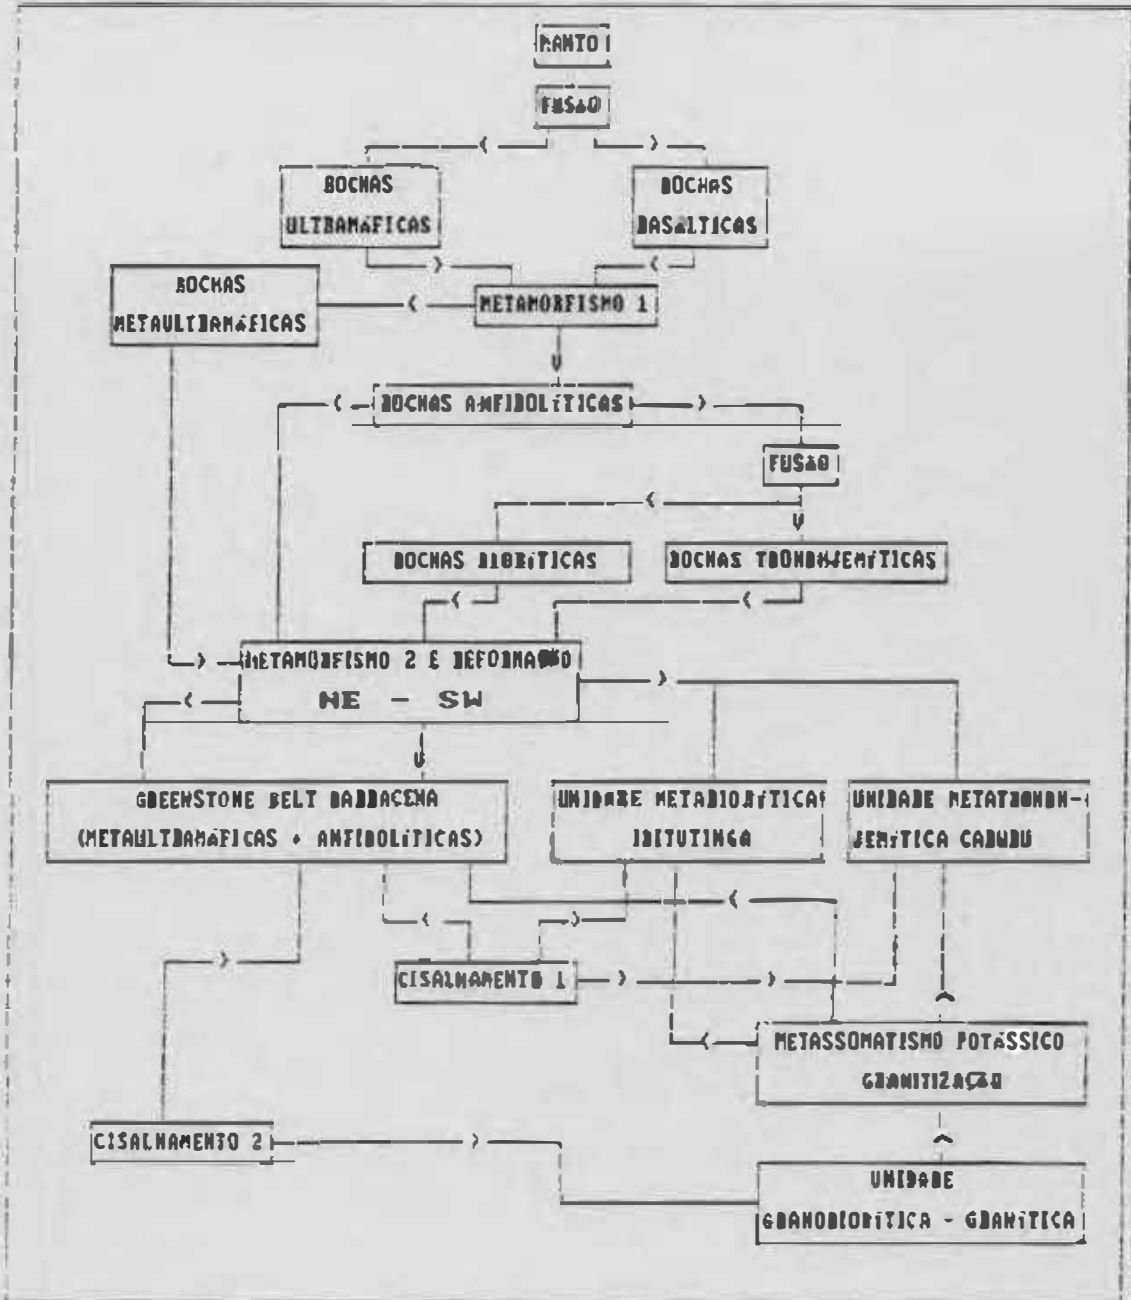 MANTO
FUSÃO
ROCHAS
ULTRAMÁFICAS
ROCHAS
BASÁLTICAS
ROCHAS
METAULTRAMÁFICAS
METAMORFISMO 1
ROCHAS ANFIBOLÍTICAS
FUSÃO
ROCHAS DIORÍTICAS
ROCHAS TRONDHJEMÍTICAS
METAMORFISMO 2 E DEFORMAÇÃO
NE - SW
GREENSTONE BELT BARBACENA
(METAULTRAMÁFICAS + ANFIBOLÍTICAS)
UNIDADE METADIORÍTICA
IBITUTINGA
UNIDADE METATRONDH-
JEMÍTICA CABURU
CISALHAMENTO 1
METASSOMATISMO POTÁSSICO
GRANITIZAÇÃO
CISALHAMENTO 2
UNIDADE
GRANODIORÍTICA - GRANÍTICA